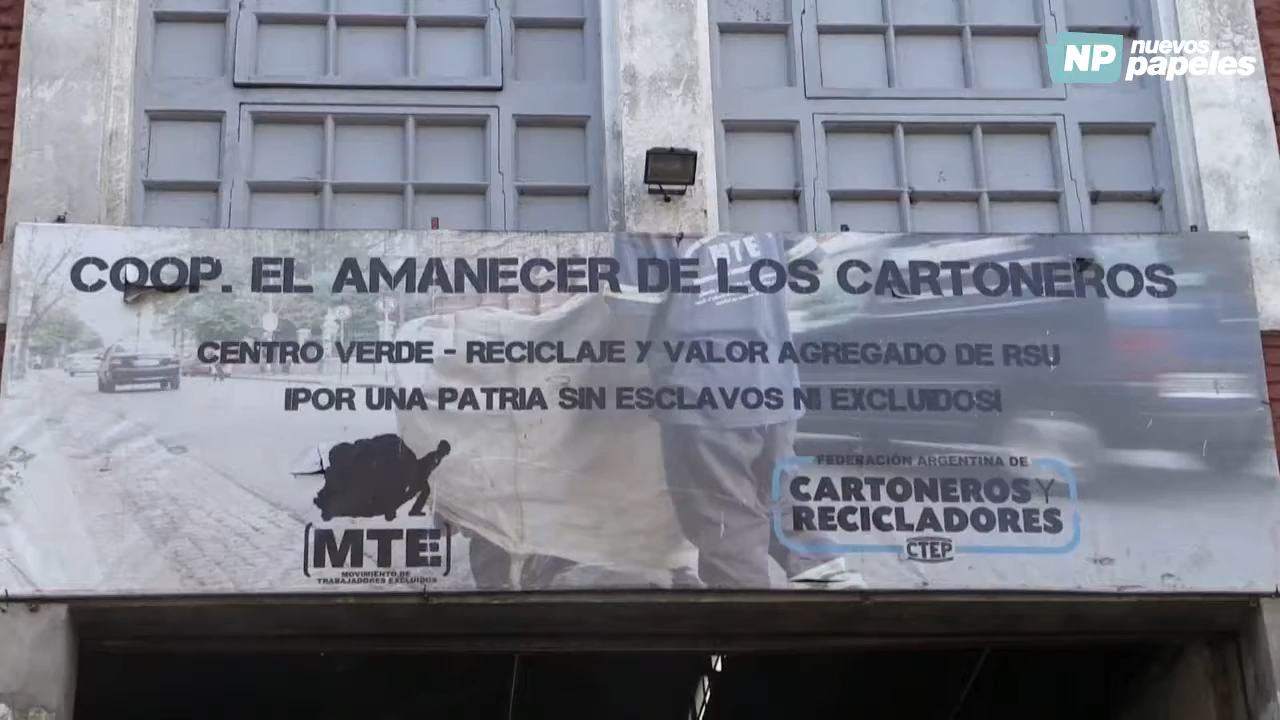 NP nuevos
papeles
MTE
COOP. EL AMANECER DE LOS CARTONEROS
CENTRO VERDE - RECICLAJE Y VALOR AGREGADO DE RSU
¡POR UNA PATRIA SIN ESCLAVOS NI EXCLUIDOS!
MTE
MOVIMIENTO DE
TRABAJADORES EXCLUIDOS
FEDERACIÓN ARGENTINA DE
CARTONEROS Y
RECICLADORES
CTEP